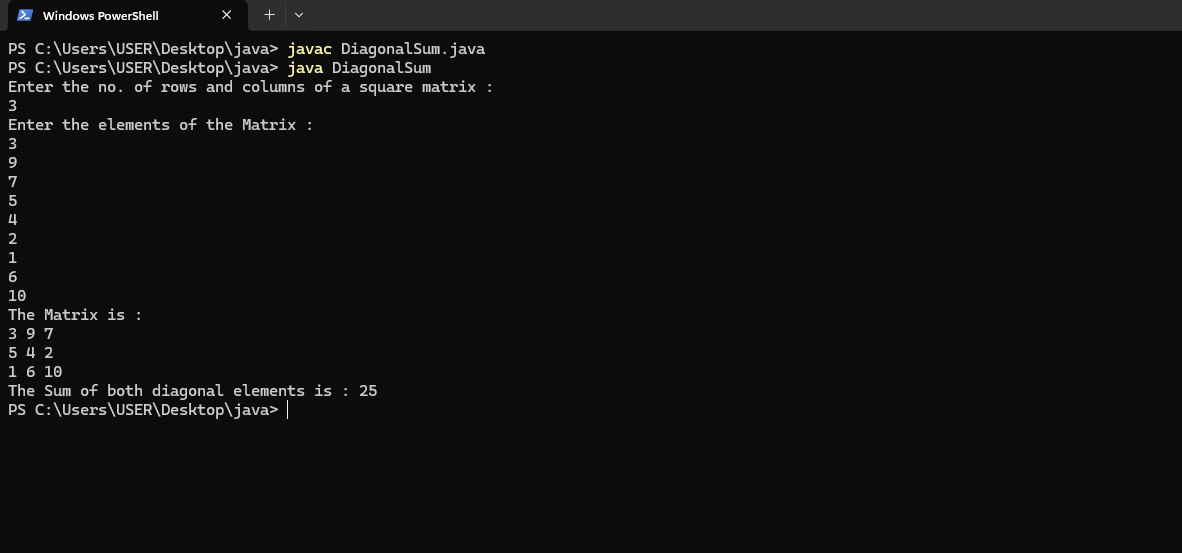 Windows PowerShell
PS C:\Users\USER\Desktop\java> javac DiagonalSum.java
PS C:\Users\USER\Desktop\java> java DiagonalSum
Enter the no. of rows and columns of a square matrix :
3
Enter the elements of the Matrix :
3
9
7
5
4
2
1
6
10
The Matrix is :
3 9 7
5 4 2
1 6 10
The Sum of both diagonal elements is : 25
PS C:\Users\USER\Desktop\java>